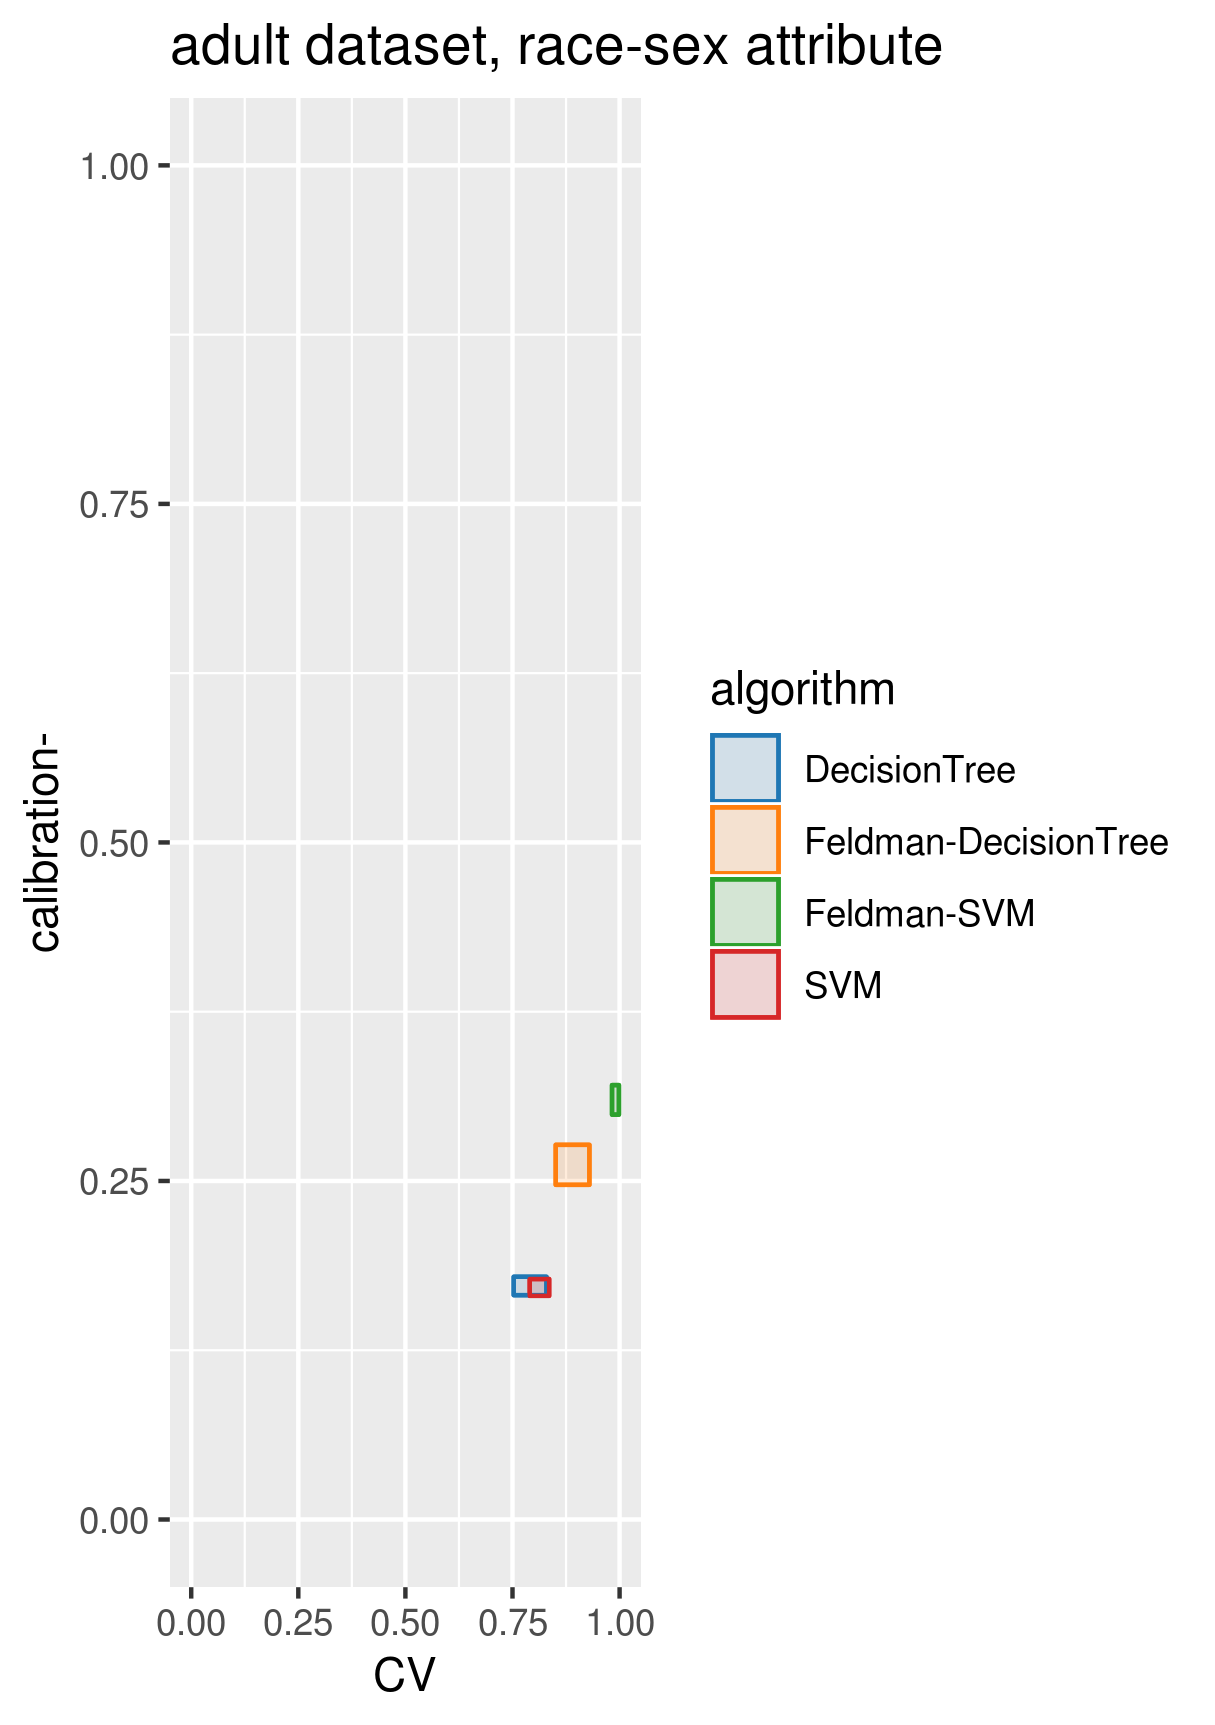 adult dataset, race-sex attribute
1.00
0.75
0.50
0.25
0.00
calibration-
0.00 0.25 0.50 0.75 1.00
CV
algorithm
DecisionTree
Feldman-DecisionTree
Feldman-SVM
SVM